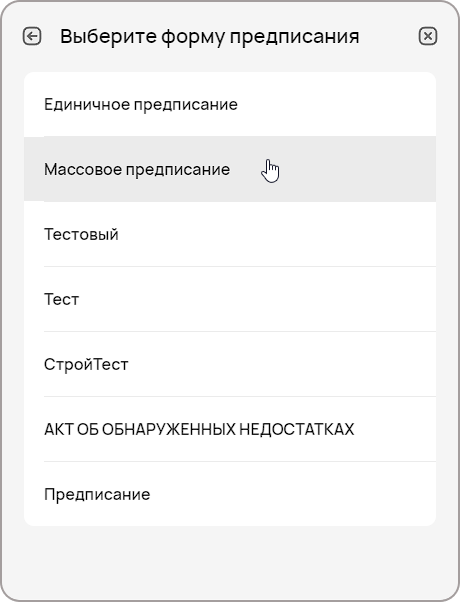 Выберите форму предписания
Единичное предписание
Массовое предписание
Тестовый
Тест
СтройТест
АКТ ОБ ОБНАРУЖЕННЫХ НЕДОСТАТКАХ
Предписание